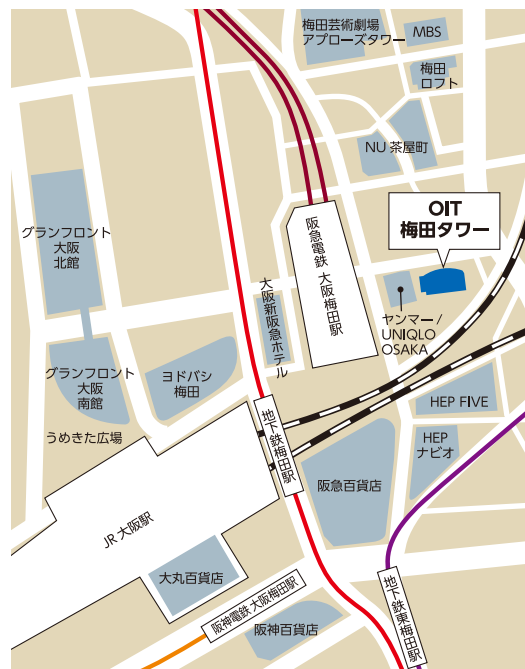 梅田芸術劇場
アプローズタワー
MBS
梅田
ロフト
NU 茶屋町
OIT
梅田タワー
グランフロント
大阪
北館
阪急電鉄 大阪梅田駅
大阪新阪急ホテル
ヤンマー/
UNIQLO
OSAKA
グランフロント
大阪
南館
ヨドバシ
梅田
HEP FIVE
うめきた広場
地下鉄梅田駅
HEP
ナビオ
阪急百貨店
JR 大阪駅
大丸百貨店
阪神電鉄 大阪梅田駅
阪神百貨店
地下鉄東梅田駅